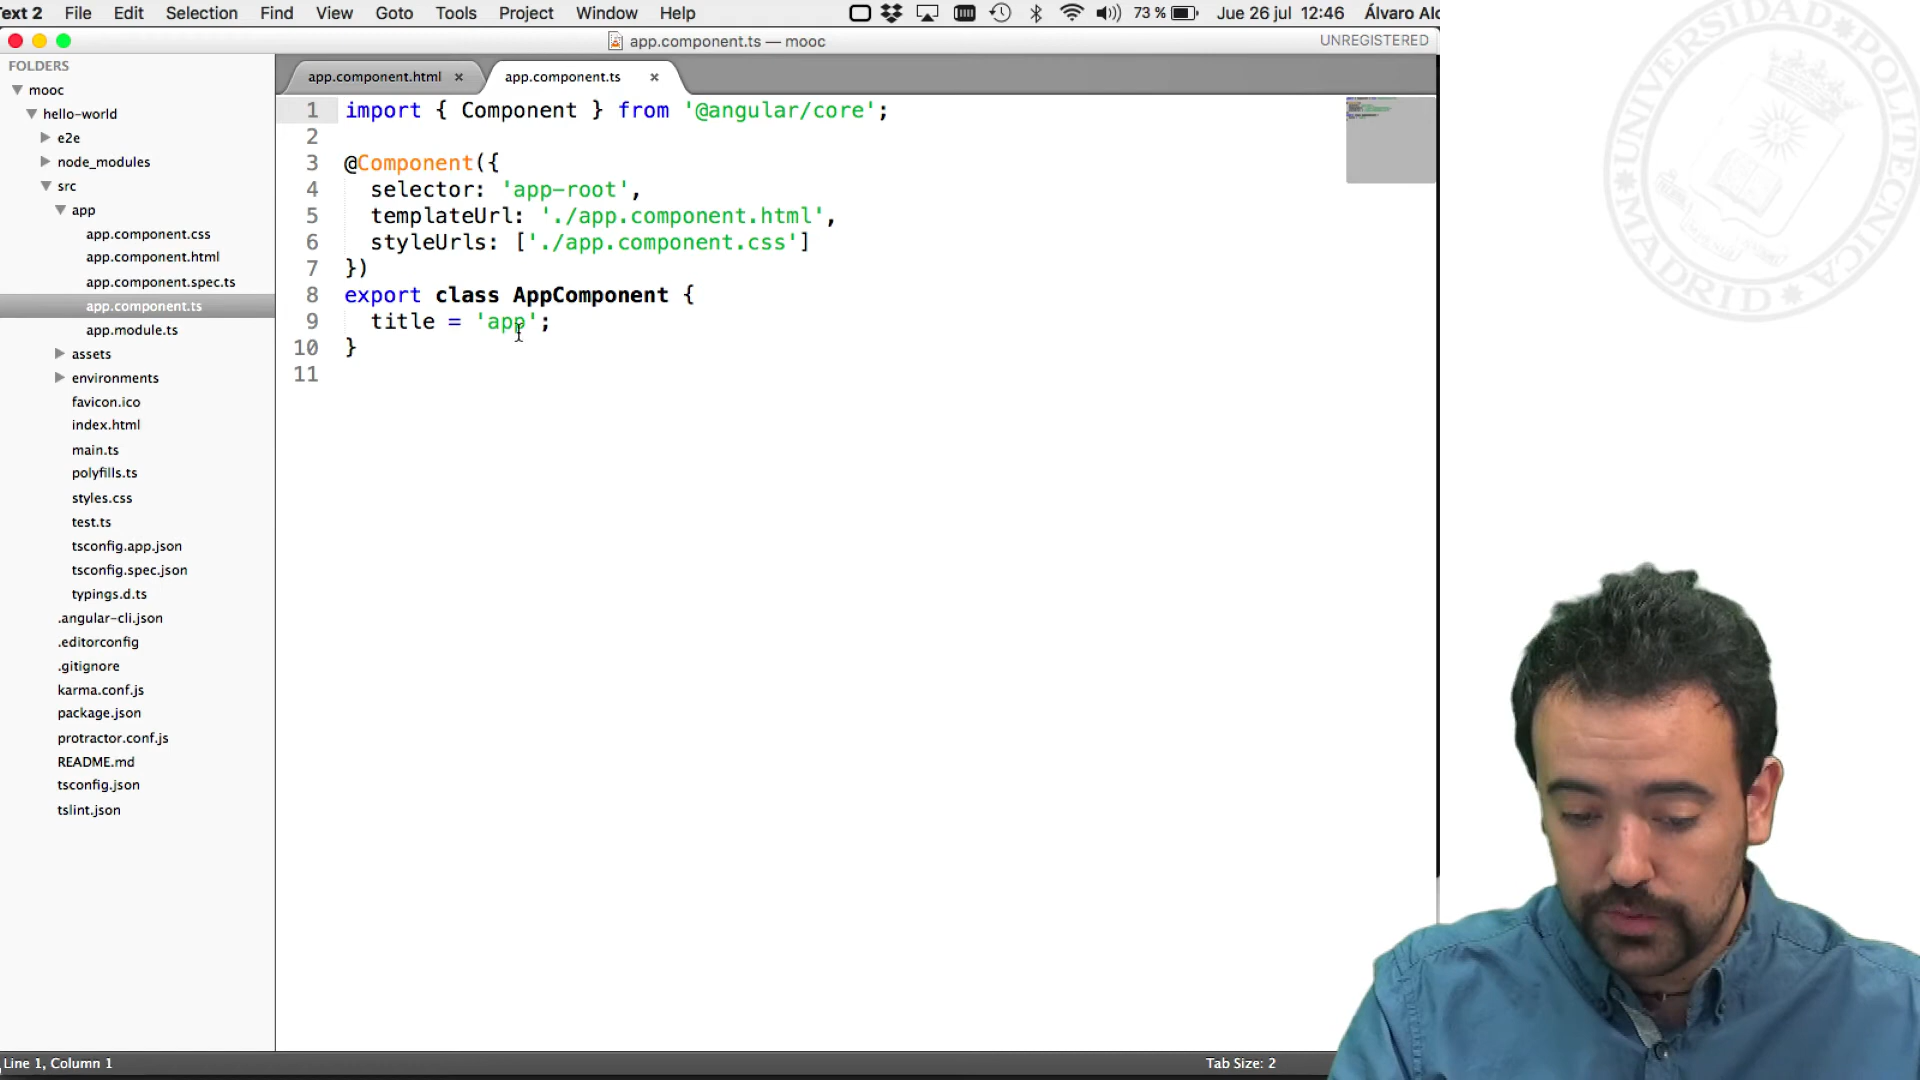 ext 2 File Edit Selection Find View Goto Tools Project Window Help 73 % Jue 26 jul 12:46 Álvaro Alo
app.component.ts — mooc
UNREGISTERED
FOLDERS
mooc
hello-world
e2e
node_modules
src
app
app.component.css
app.component.html
app.component.spec.ts
app.component.ts
app.module.ts
assets
environments
favicon.ico
index.html
main.ts
polyfills.ts
styles.css
test.ts
tsconfig.app.json
tsconfig.spec.json
typings.d.ts
.angular-cli.json
.editorconfig
.gitignore
karma.conf.js
package.json
protractor.conf.js
README.md
tsconfig.json
tslint.json
app.component.html × app.component.ts ×
1 import { Component } from '@angular/core';
2
3 @Component({
4 selector: 'app-root',
5 templateUrl: './app.component.html',
6 styleUrls: ['./app.component.css']
7 })
8 export class AppComponent {
9 title = 'app';
10 }
11
Line 1, Column 1
Tab Size: 2
UNIVERSIDAD POLITÉCNICA
MADRID